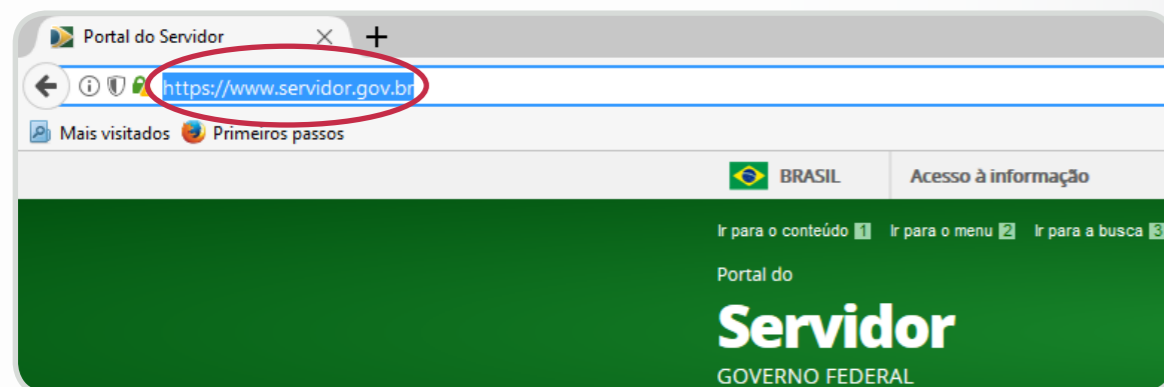 Portal do Servidor
https://www.servidor.gov.br
Mais visitados Primeiros passos
BRASIL Acesso à informação
Ir para o conteúdo 1 Ir para o menu 2 Ir para a busca 3
Portal do
Servidor
GOVERNO FEDERAL